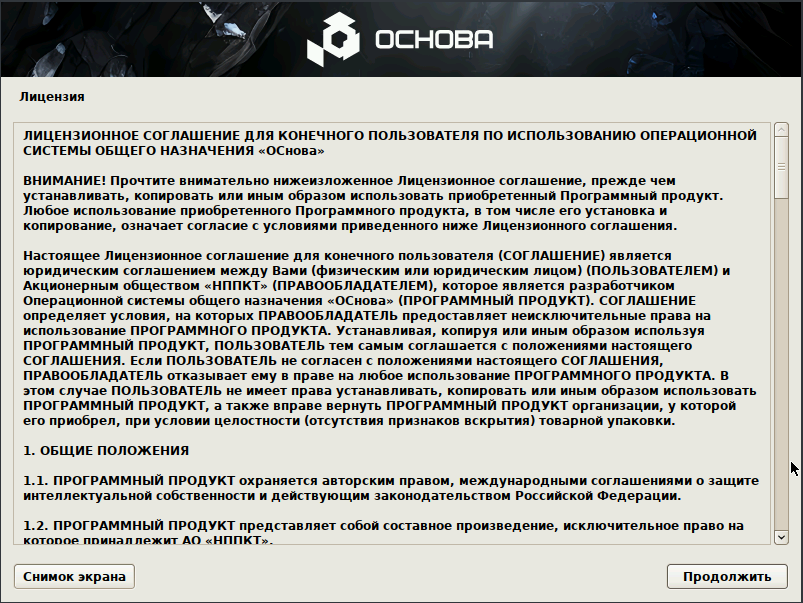 ОСНОВА
Лицензия
ЛИЦЕНЗИОННОЕ СОГЛАШЕНИЕ ДЛЯ КОНЕЧНОГО ПОЛЬЗОВАТЕЛЯ ПО ИСПОЛЬЗОВАНИЮ ОПЕРАЦИОННОЙ
СИСТЕМЫ ОБЩЕГО НАЗНАЧЕНИЯ «ОСнова»
ВНИМАНИЕ! Прочтите внимательно нижеизложенное Лицензионное соглашение, прежде чем
устанавливать, копировать или иным образом использовать приобретенный Программный продукт.
Любое использование приобретенного Программного продукта, в том числе его установка и
копирование, означает согласие с условиями приведенного ниже Лицензионного соглашения.
Настоящее Лицензионное соглашение для конечного пользователя (СОГЛАШЕНИЕ) является
юридическим соглашением между Вами (физическим или юридическим лицом) (ПОЛЬЗОВАТЕЛЕМ) и
Акционерным обществом «НППКТ» (ПРАВООБЛАДАТЕЛЕМ), которое является разработчиком
Операционной системы общего назначения «ОСнова» (ПРОГРАММНЫЙ ПРОДУКТ). СОГЛАШЕНИЕ
определяет условия, на которых ПРАВООБЛАДАТЕЛЬ предоставляет неисключительные права на
использование ПРОГРАММНОГО ПРОДУКТА. Устанавливая, копируя или иным образом используя
ПРОГРАММНЫЙ ПРОДУКТ, ПОЛЬЗОВАТЕЛЬ тем самым соглашается с положениями настоящего
СОГЛАШЕНИЯ. Если ПОЛЬЗОВАТЕЛЬ не согласен с положениями настоящего СОГЛАШЕНИЯ,
ПРАВООБЛАДАТЕЛЬ отказывает ему в праве на любое использование ПРОГРАММНОГО ПРОДУКТА. В
этом случае ПОЛЬЗОВАТЕЛЬ не имеет права устанавливать, копировать или иным образом использовать
ПРОГРАММНЫЙ ПРОДУКТ, а также вправе вернуть ПРОГРАММНЫЙ ПРОДУКТ организации, у которой
его приобрел, при условии целостности (отсутствия признаков вскрытия) товарной упаковки.
1. ОБЩИЕ ПОЛОЖЕНИЯ
1.1. ПРОГРАММНЫЙ ПРОДУКТ охраняется авторским правом, международными соглашениями о защите
интеллектуальной собственности и действующим законодательством Российской Федерации.
1.2. ПРОГРАММНЫЙ ПРОДУКТ представляет собой составное произведение, исключительное право на
которое принадлежит АО «НППКТ».
Снимок экрана
Продолжить